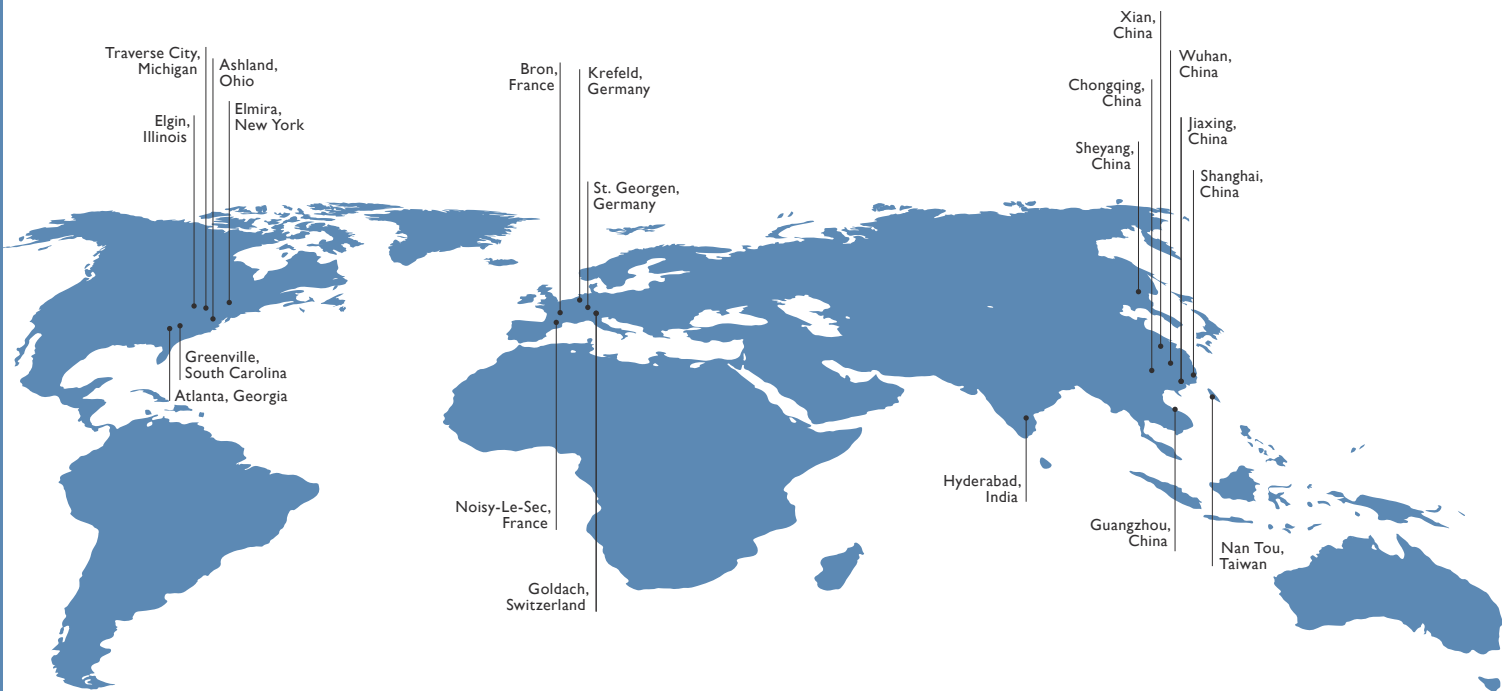 Traverse City,
Michigan
Ashland,
Ohio
Elgin,
Illinois
Elmira,
New York
Greenville,
South Carolina
Atlanta, Georgia
Bron,
France
Krefeld,
Germany
St. Georgen,
Germany
Noisy-Le-Sec,
France
Goldach,
Switzerland
Xian,
China
Wuhan,
China
Chongqing,
China
Jiaxing,
China
Sheyang,
China
Shanghai,
China
Hyderabad,
India
Guangzhou,
China
Nan Tou,
Taiwan